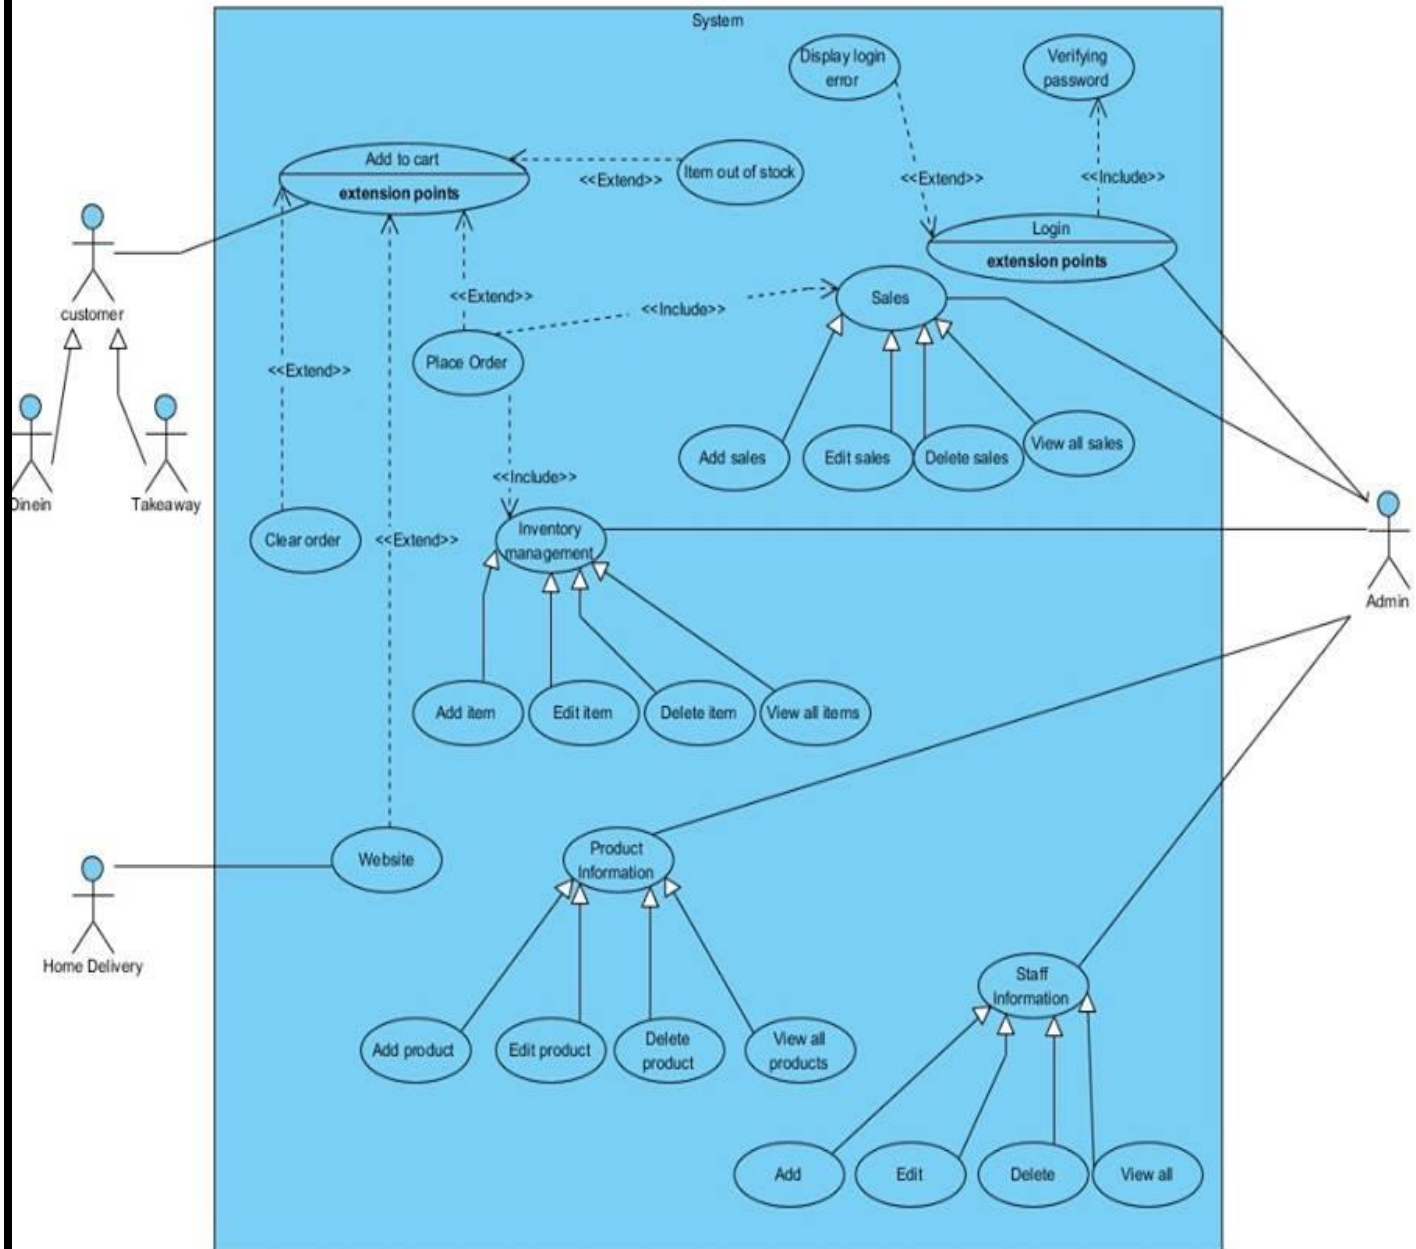 System
Display login
error
Verifying
password
Add to cart
extension points
<<Extend>>
Item out of stock
<<Extend>>
<<Include>>
Login
extension points
customer
<<Extend>>
<<Include>>
Sales
<<Extend>>
Place Order
Add sales
Edit sales
Delete sales
View all sales
Dinein
Takeaway
<<Include>>
Clear order
<<Extend>>
Inventory
management
Admin
Add item
Edit item
Delete item
View all items
Website
Product
Information
Home Delivery
Staff
Information
Add product
Edit product
Delete
product
View all
products
Add
Edit
Delete
View all